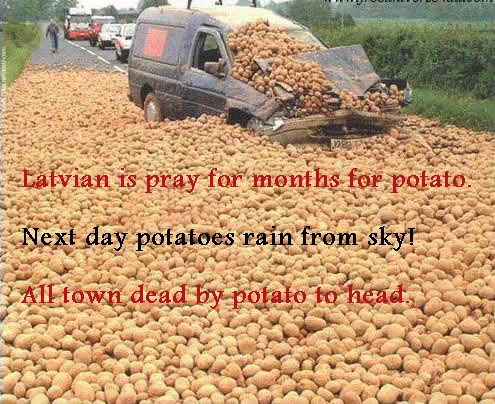 Latvian is pray for months for potato.
Next day potatoes rain from sky!
All town dead by potato to head.